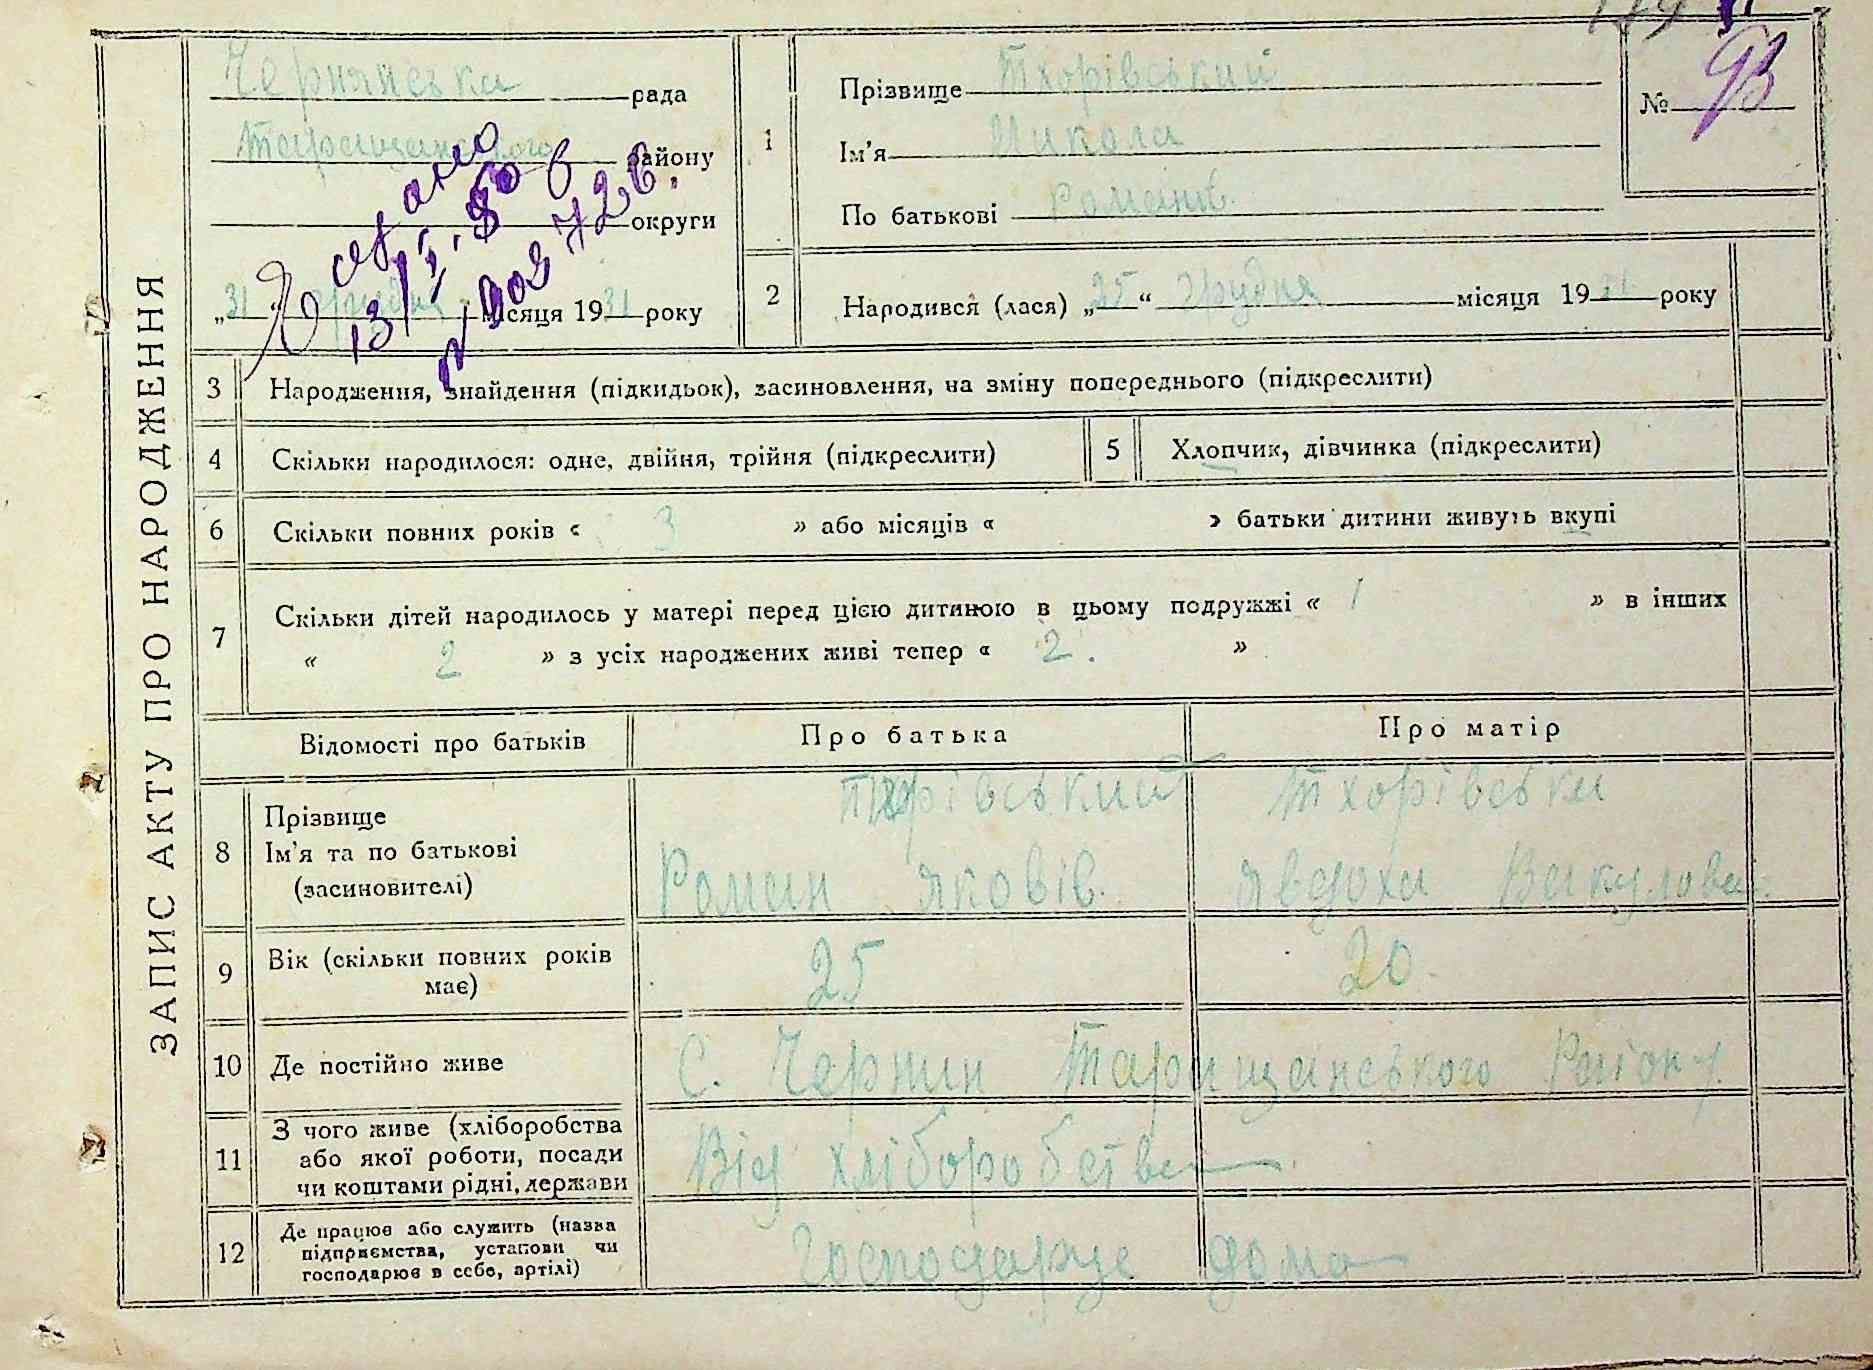 ЗАПИС АКТУ ПРО НАРОДЖЕННЯ
Чернинська рада
Таращанського району
округи
„31“ грудня місяця 1931 року
1
Прізвище Тхорівський
Ім'я Микола
По батькові Романів.
№ 93
2
Народився (лася) „25“ грудня місяця 1931 року
3 Народження, знайдення (підкидьок), засиновлення, на зміну попереднього (підкреслити)
4 Скільки народилося: одне, двійня, трійня (підкреслити)
5 Хлопчик, дівчинка (підкреслити)
6 Скільки повних років « 3 » або місяців « » батьки дитини живуть вкупі
7 Скільки дітей народилось у матері перед цією дитиною в цьому подружжі « 1 » в інших
« 2 » з усіх народжених живі тепер « 2. »
Відомості про батьків Про батька Про матір
8 Прізвище
Ім'я та по батькові
(засиновителі)
Тхорівський
Роман Яковів.
Тхорівська
Явдоха Вакулова
9 Вік (скільки повних років
має)
25
20
10 Де постійно живе
С. Чернин Таращанського Району
11 З чого живе (хліборобства
або якої роботи, посади
чи коштами рідні, держави
Від хліборобства
12 Де працює або служить (назва
підприємства, установи чи
господарює в себе, артілі)
Господарює дома